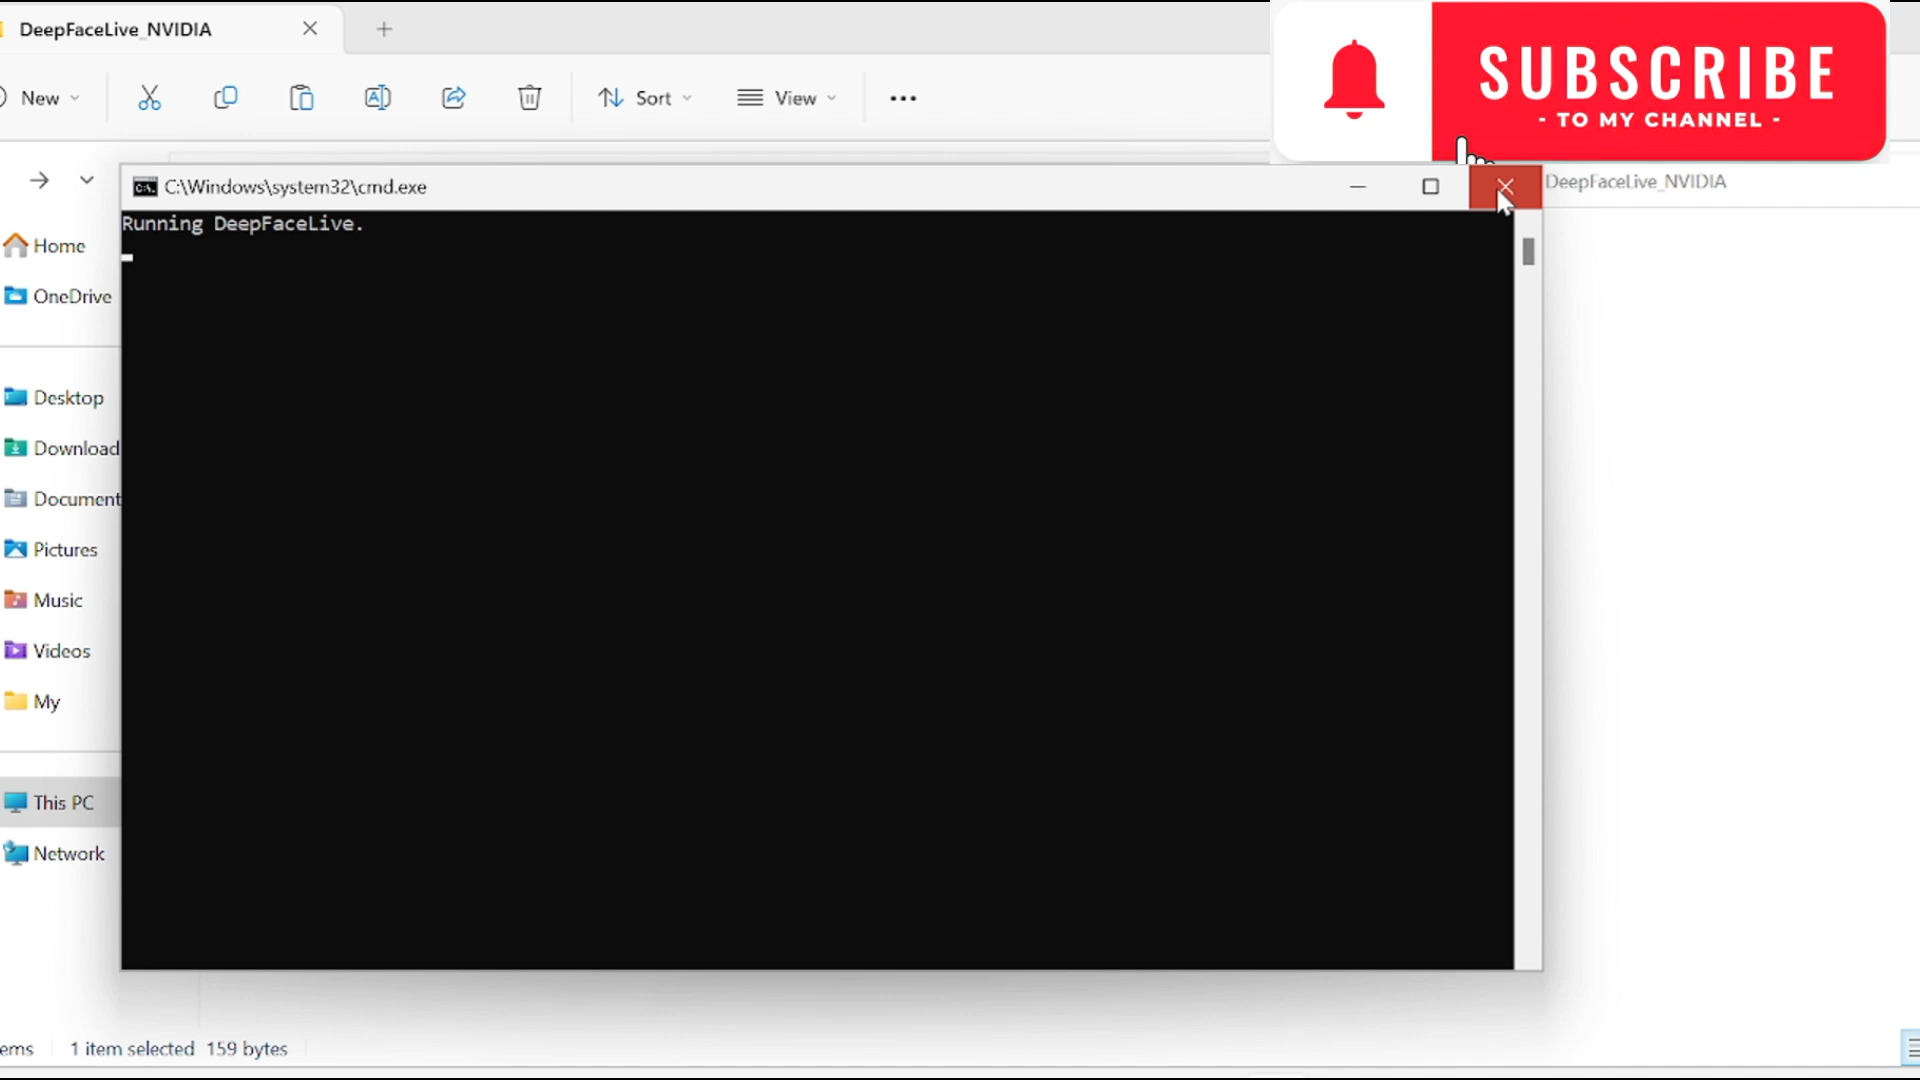 DeepFaceLive_NVIDIA
SUBSCRIBE
- TO MY CHANNEL -
New
Sort
View
C:\Windows\system32\cmd.exe
DeepFaceLive_NVIDIA
Running DeepFaceLive.
Home
OneDrive
Desktop
Download
Document
Pictures
Music
Videos
My
This PC
Network
ems 1 item selected 159 bytes